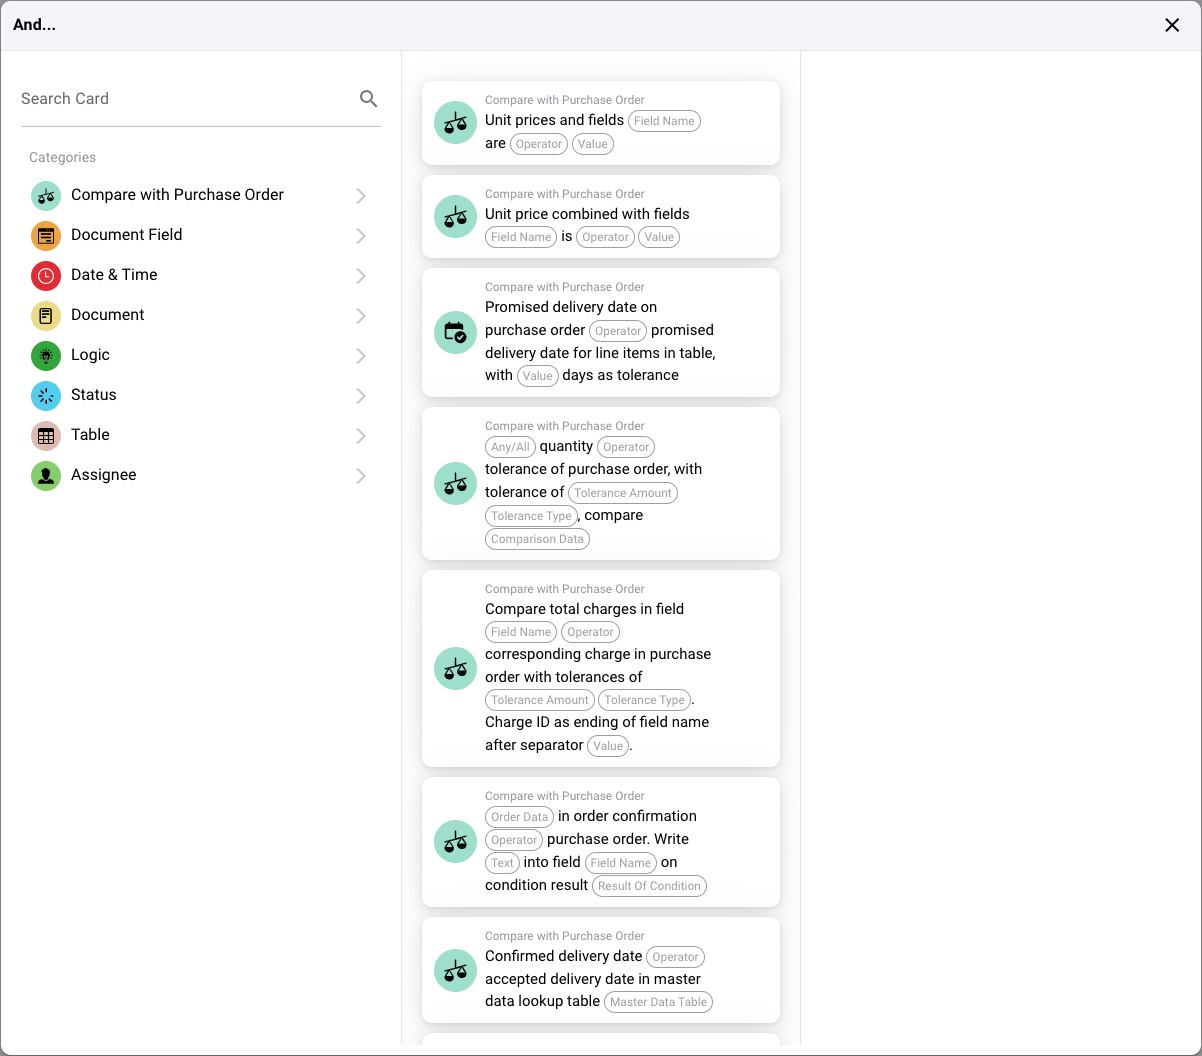 And...
Search Card
Categories
Compare with Purchase Order
Document Field
Date & Time
Document
Logic
Status
Table
Assignee
Compare with Purchase Order
Unit prices and fields Field Name
are Operator Value
Compare with Purchase Order
Unit price combined with fields
Field Name is Operator Value
Compare with Purchase Order
Promised delivery date on
purchase order Operator promised
delivery date for line items in table,
with Value days as tolerance
Compare with Purchase Order
Any/All quantity Operator
tolerance of purchase order, with
tolerance of Tolerance Amount
Tolerance Type, compare
Comparison Data
Compare with Purchase Order
Compare total charges in field
Field Name Operator
corresponding charge in purchase
order with tolerances of
Tolerance Amount Tolerance Type.
Charge ID as ending of field name
after separator Value.
Compare with Purchase Order
Order Data in order confirmation
Operator purchase order. Write
Text into field Field Name on
condition result Result Of Condition
Compare with Purchase Order
Confirmed delivery date Operator
accepted delivery date in master
data lookup table Master Data Table